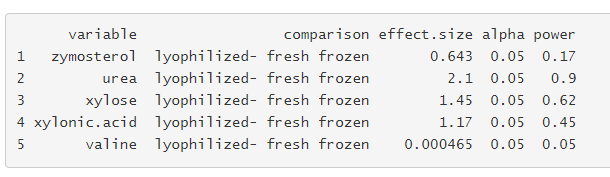 variable comparison effect.size alpha power
1 zymosterol lyophilized- fresh frozen 0.643 0.05 0.17
2 urea lyophilized- fresh frozen 2.1 0.05 0.9
3 xylose lyophilized- fresh frozen 1.45 0.05 0.62
4 xylonic.acid lyophilized- fresh frozen 1.17 0.05 0.45
5 valine lyophilized- fresh frozen 0.000465 0.05 0.05